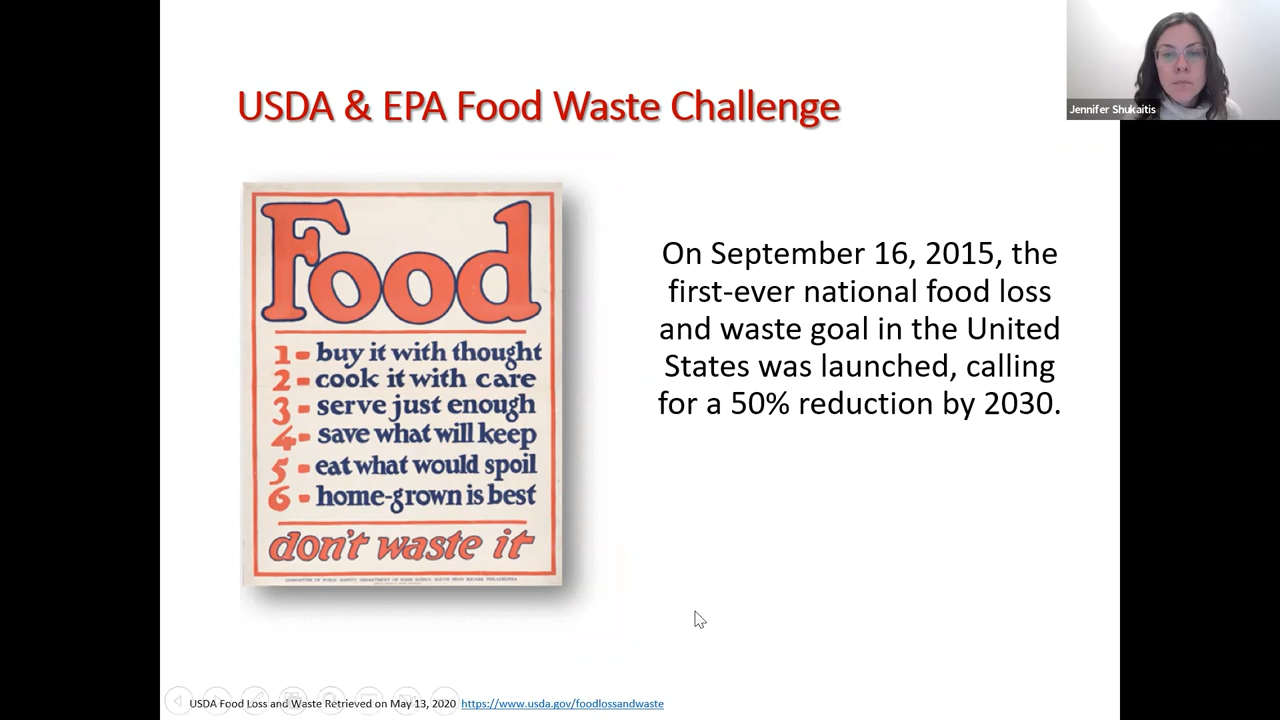 USDA & EPA Food Waste Challenge
Jennifer Shukaitis
Food
1 - buy it with thought
2 - cook it with care
3 - serve just enough
4 - save what will keep
5 - eat what would spoil
6 - home-grown is best
don't waste it
On September 16, 2015, the
first-ever national food loss
and waste goal in the United
States was launched, calling
for a 50% reduction by 2030.
USDA Food Loss and Waste Retrieved on May 13, 2020 https://www.usda.gov/foodlossandwaste